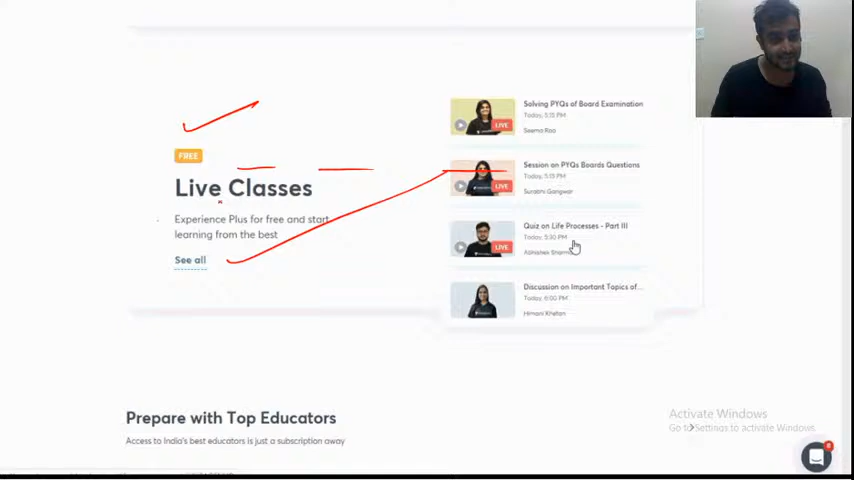 FREE
Live Classes
Experience Plus for free and start
learning from the best
See all
Solving PYQs of Board Examination
Today, 5:15 PM
Seema Rao
LIVE
Session on PYQs Boards Questions
Today, 5:15 PM
Surabhi Gangwar
LIVE
Quiz on Life Processes - Part III
Today, 5:30 PM
Abhishek Sharma
LIVE
Discussion on Important Topics of...
Today, 6:00 PM
Himani Khetan
Prepare with Top Educators
Access to India's best educators is just a subscription away
Activate Windows
Go to Settings to activate Windows.